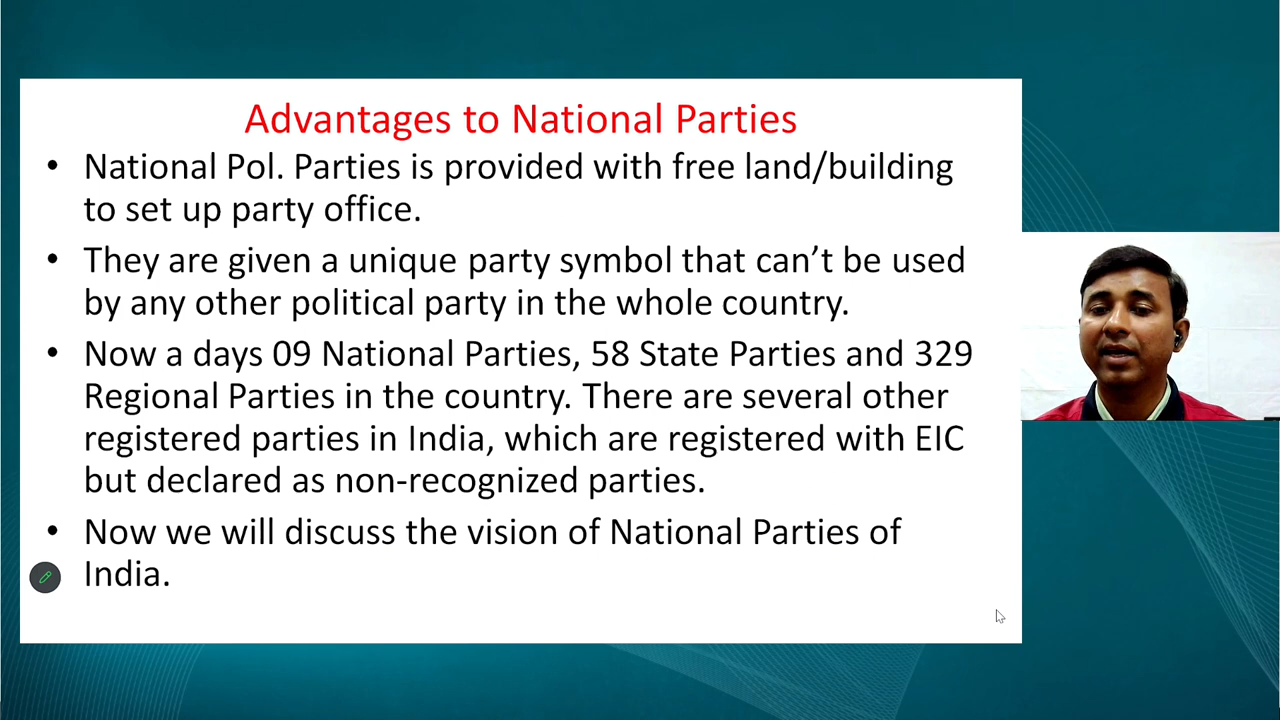 Advantages to National Parties
• National Pol. Parties is provided with free land/building
to set up party office.
• They are given a unique party symbol that can’t be used
by any other political party in the whole country.
• Now a days 09 National Parties, 58 State Parties and 329
Regional Parties in the country. There are several other
registered parties in India, which are registered with EIC
but declared as non-recognized parties.
• Now we will discuss the vision of National Parties of
India.